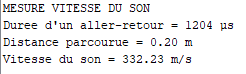 MESURE VITESSE DU SON
Duree d'un aller-retour = 1204 µs
Distance parcourue = 0.20 m
Vitesse du son = 332.23 m/s